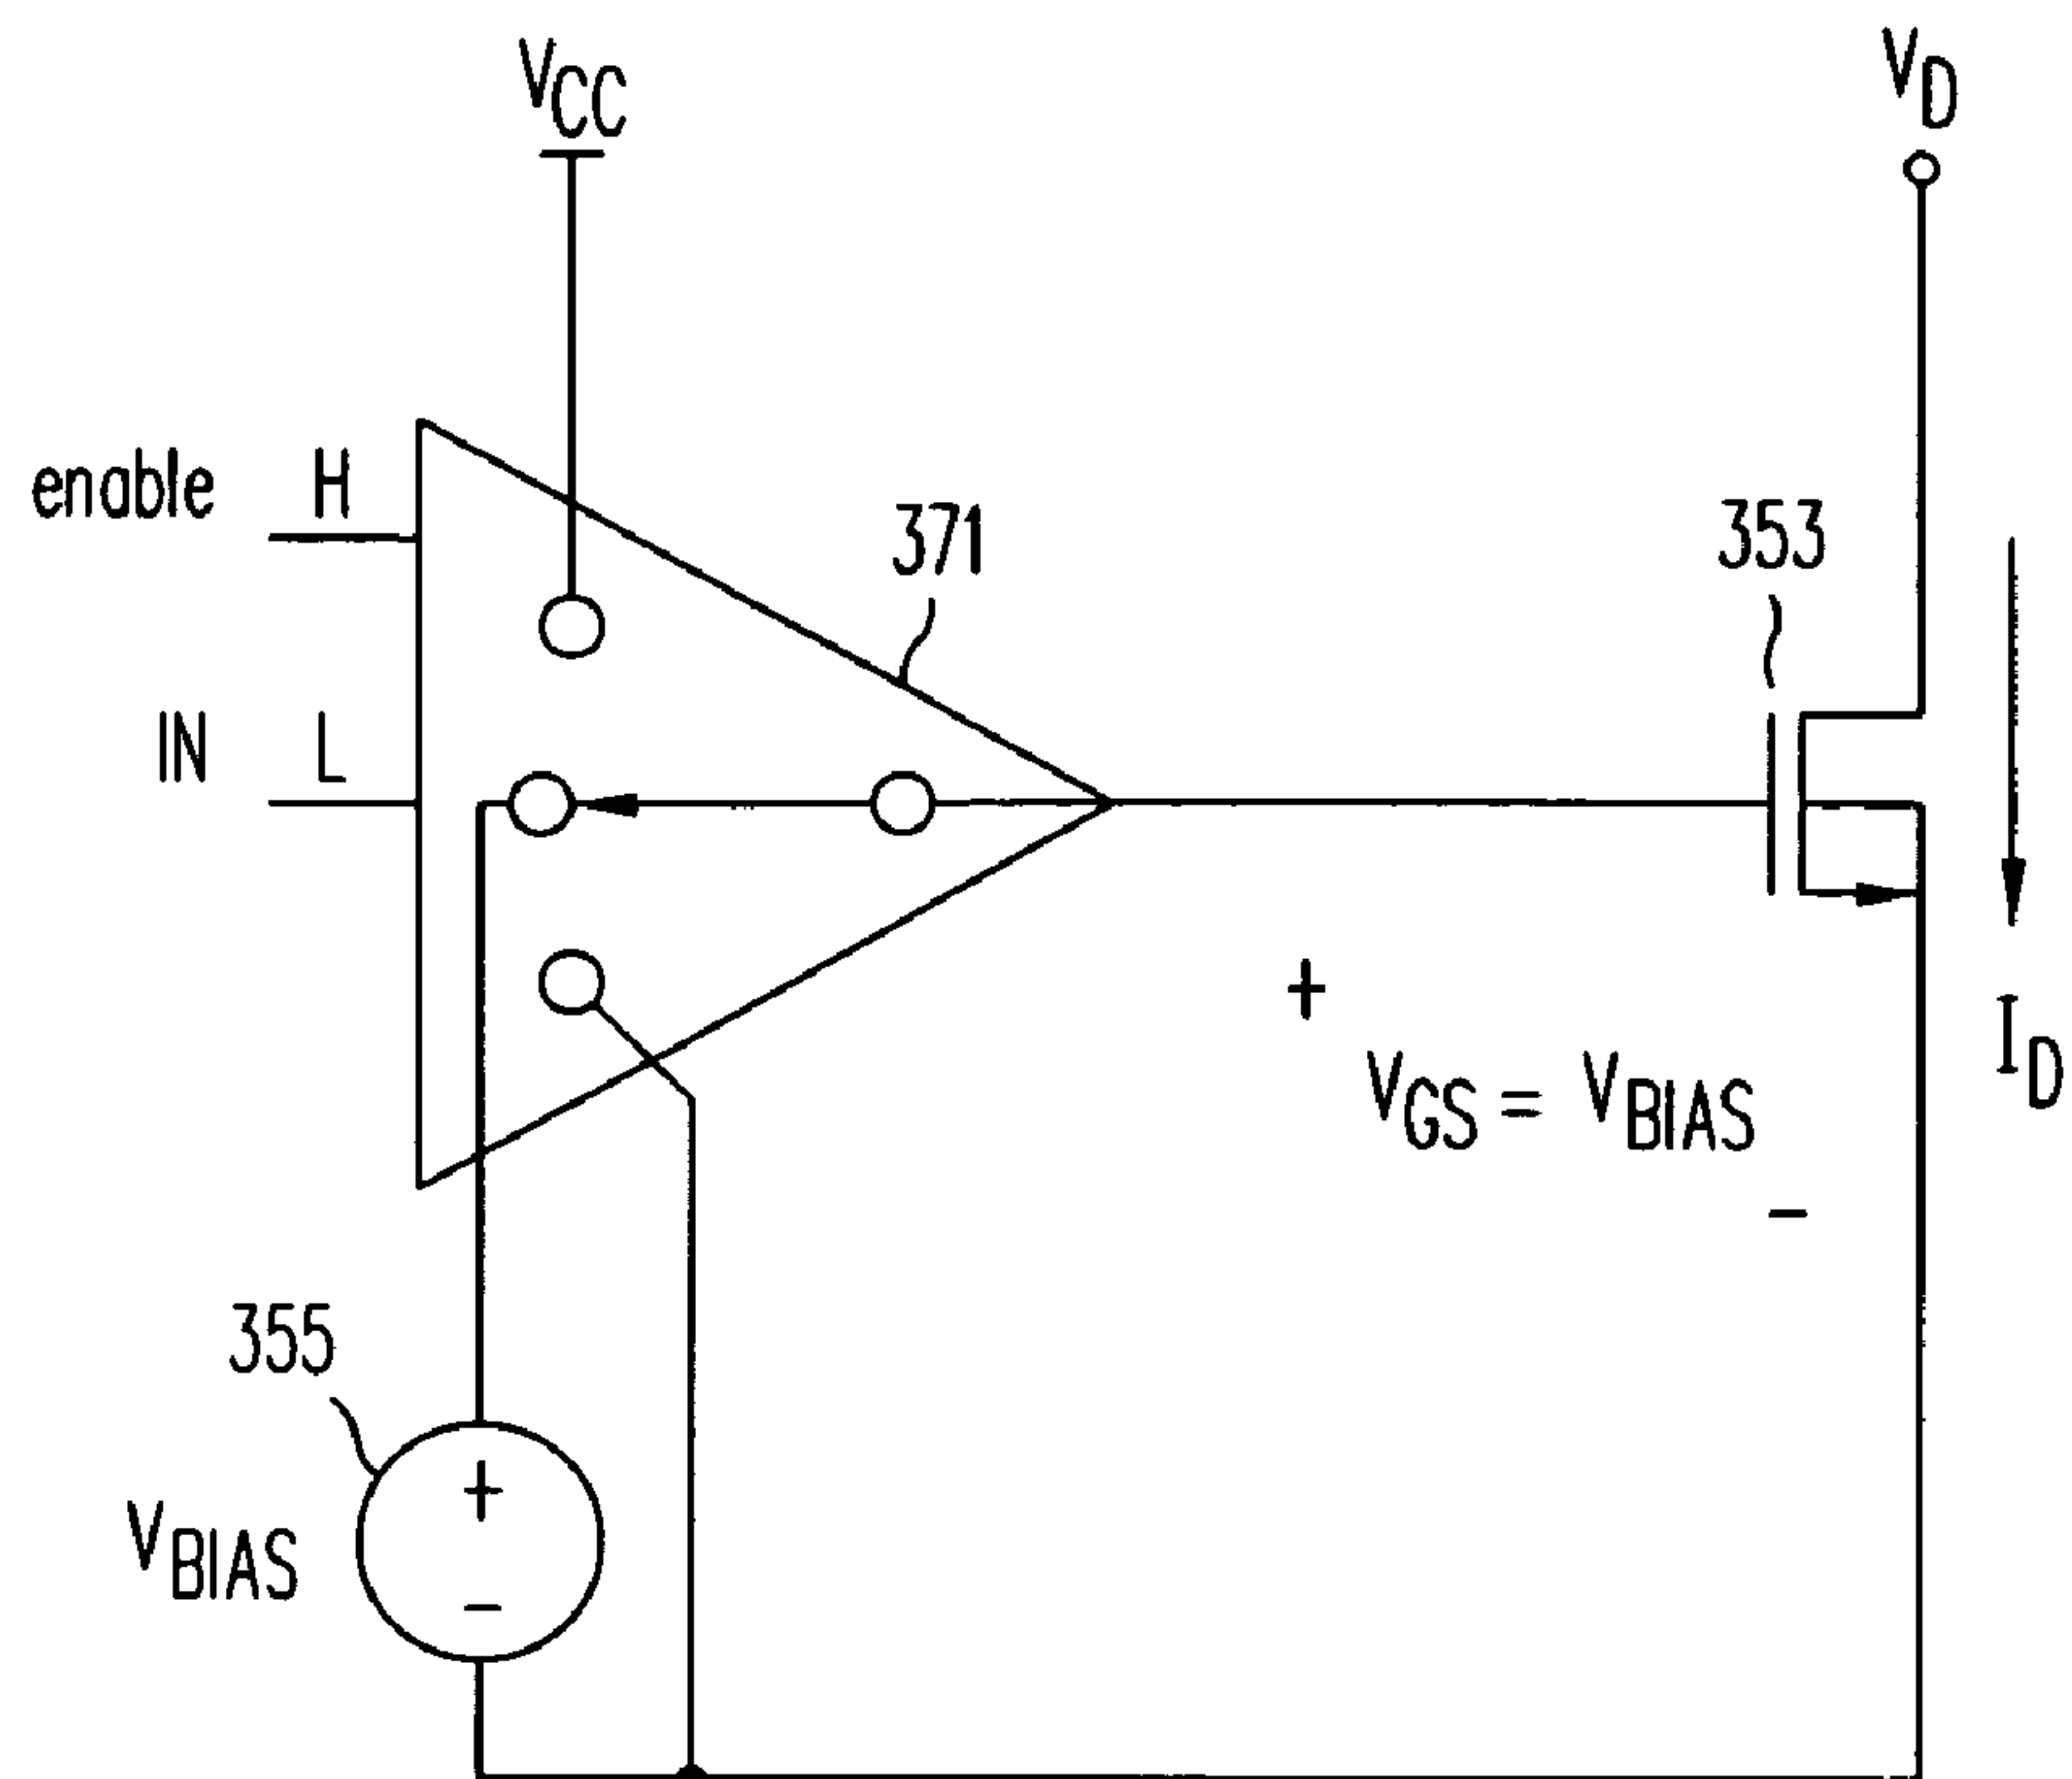 VCC
VD
enable H
371
353
IN L
+
VGS = VBIAS
-
ID
355
+
VBIAS
-